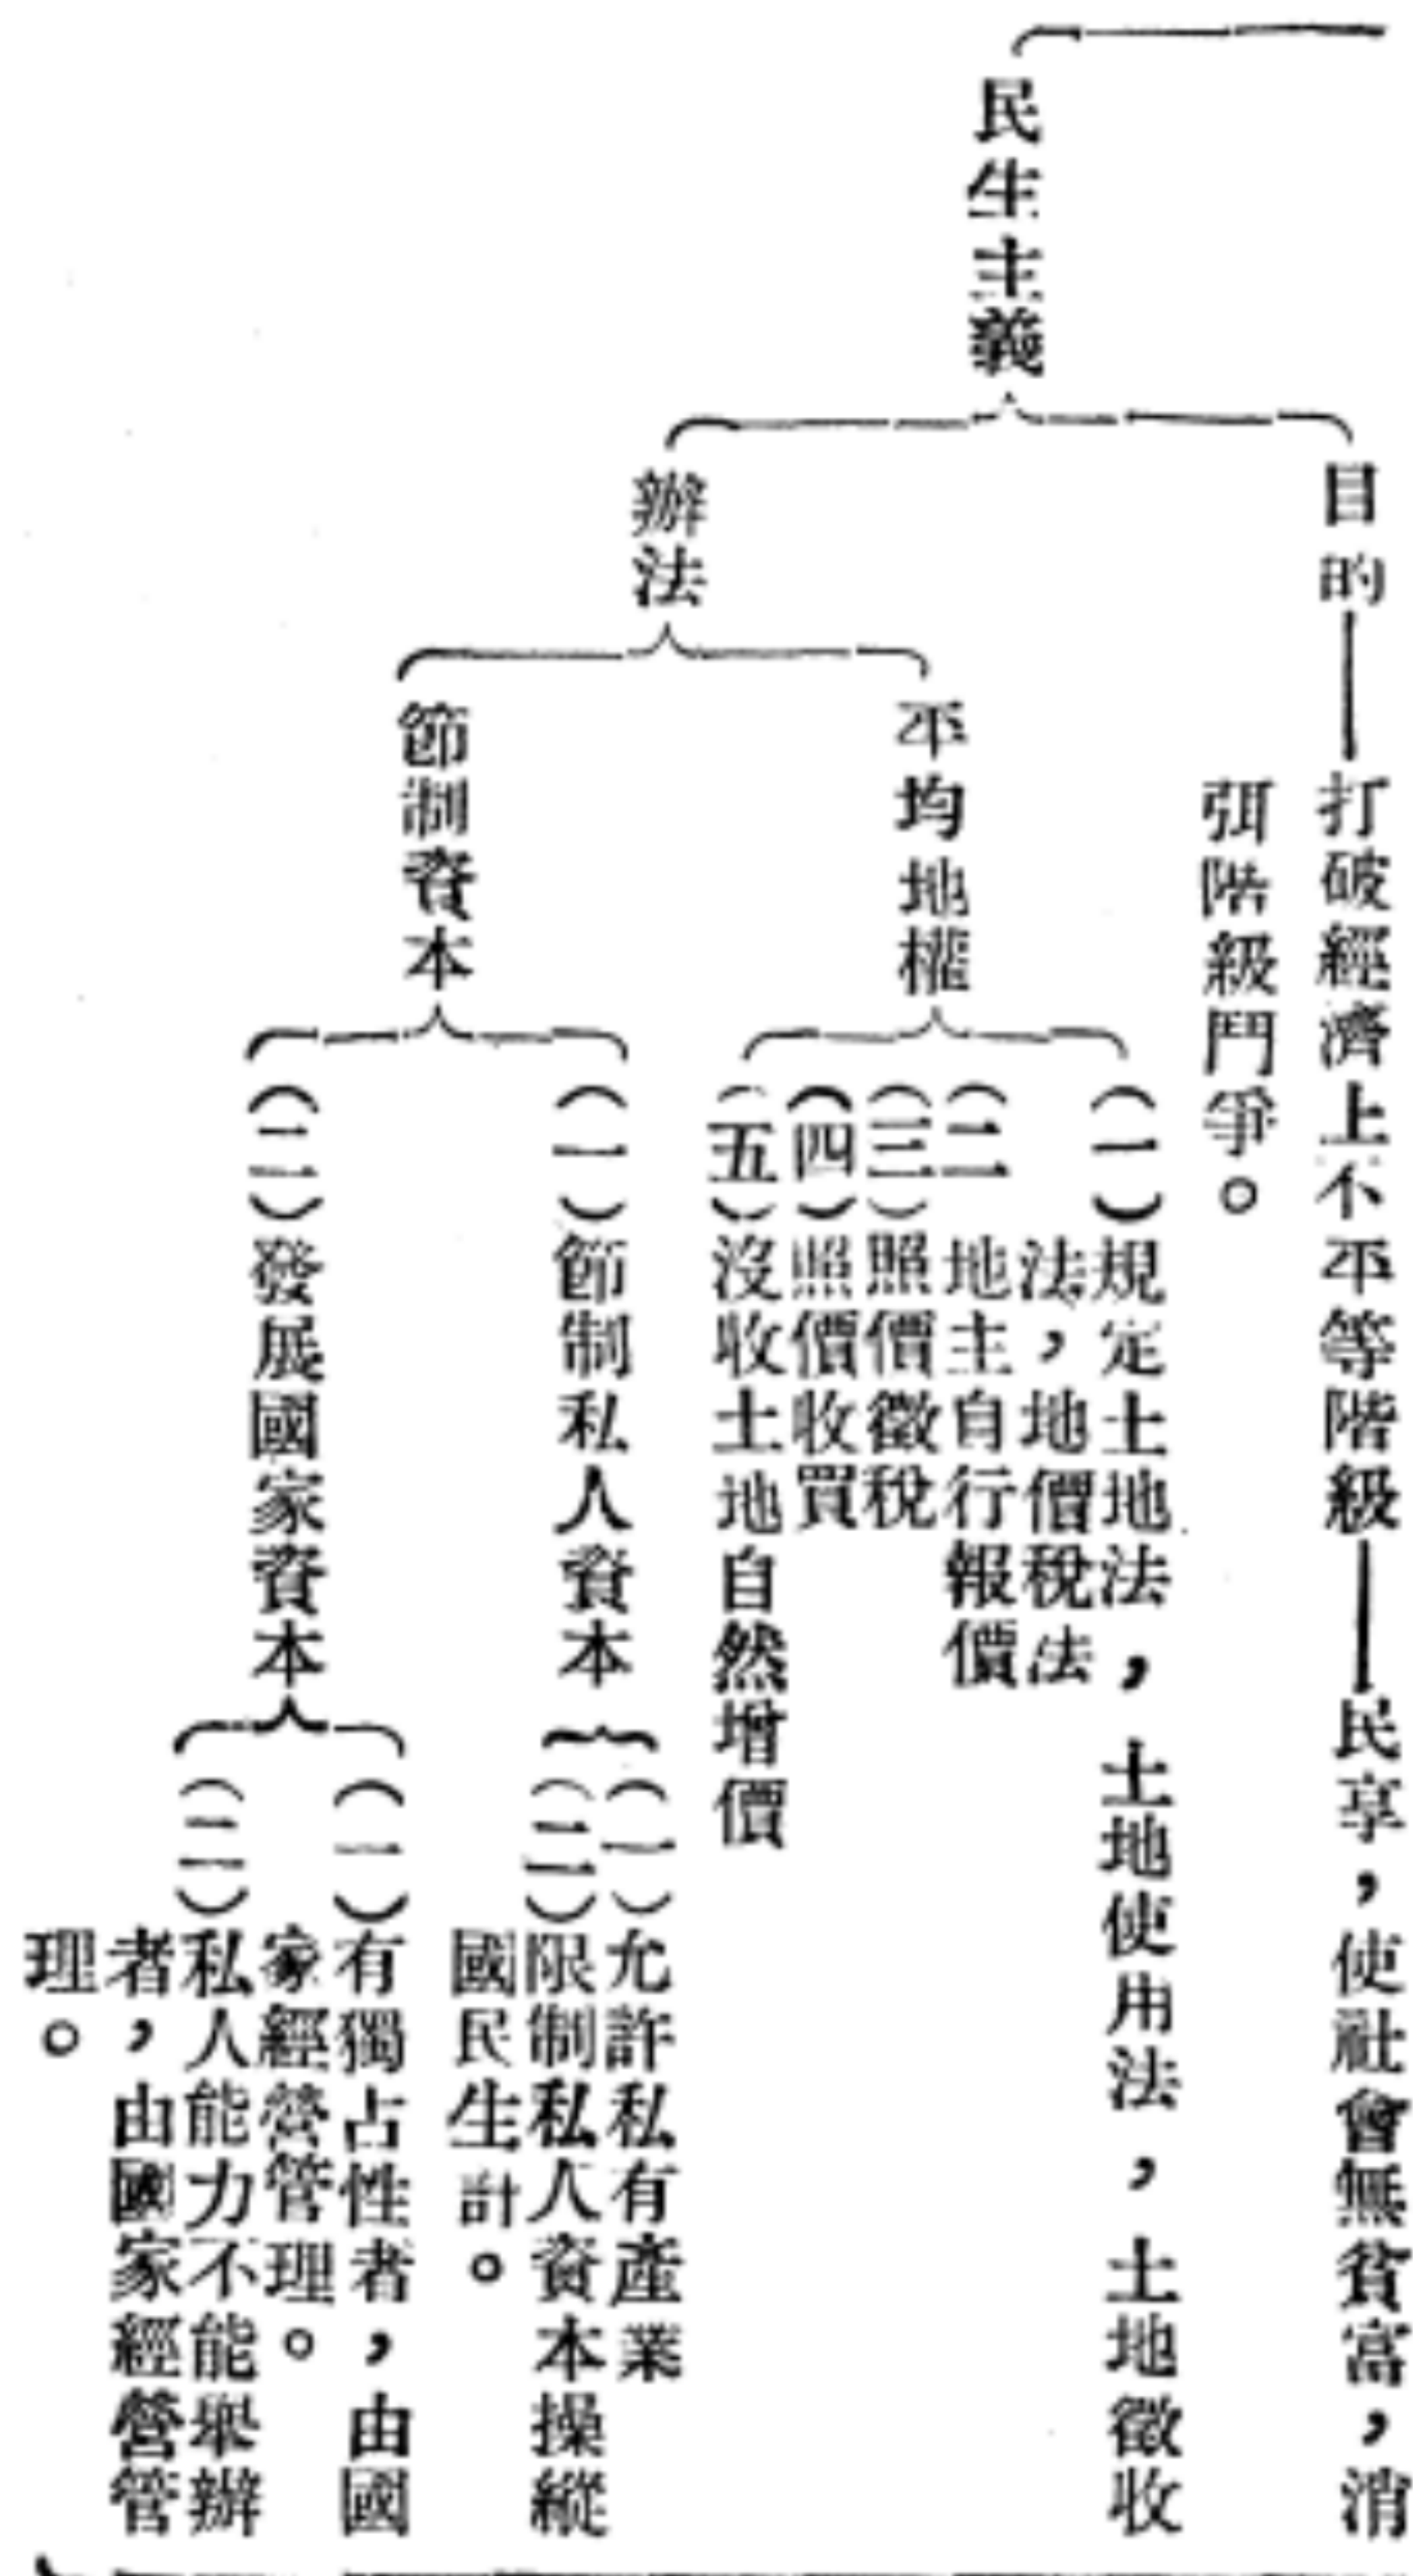 民生主義
目的——打破經濟上不平等階級——民享，使社會無貧富，消
弭階級鬥爭。
辦法
平均地權
（一）規定土地法，土地使用法，土地徵收
法，地價稅法
（二 地主自行報價
（三）照價徵稅
（四）照價收買
（五）沒收土地自然增價
節制資本
（一）節制私人資本
（一）允許私有產業
（二）限制私人資本操縱
國民生計。
（二）發展國家資本
（一）有獨占性者，由國
家經營管理。
（二）私人能力不能舉辦
者，由國家經營管
理。